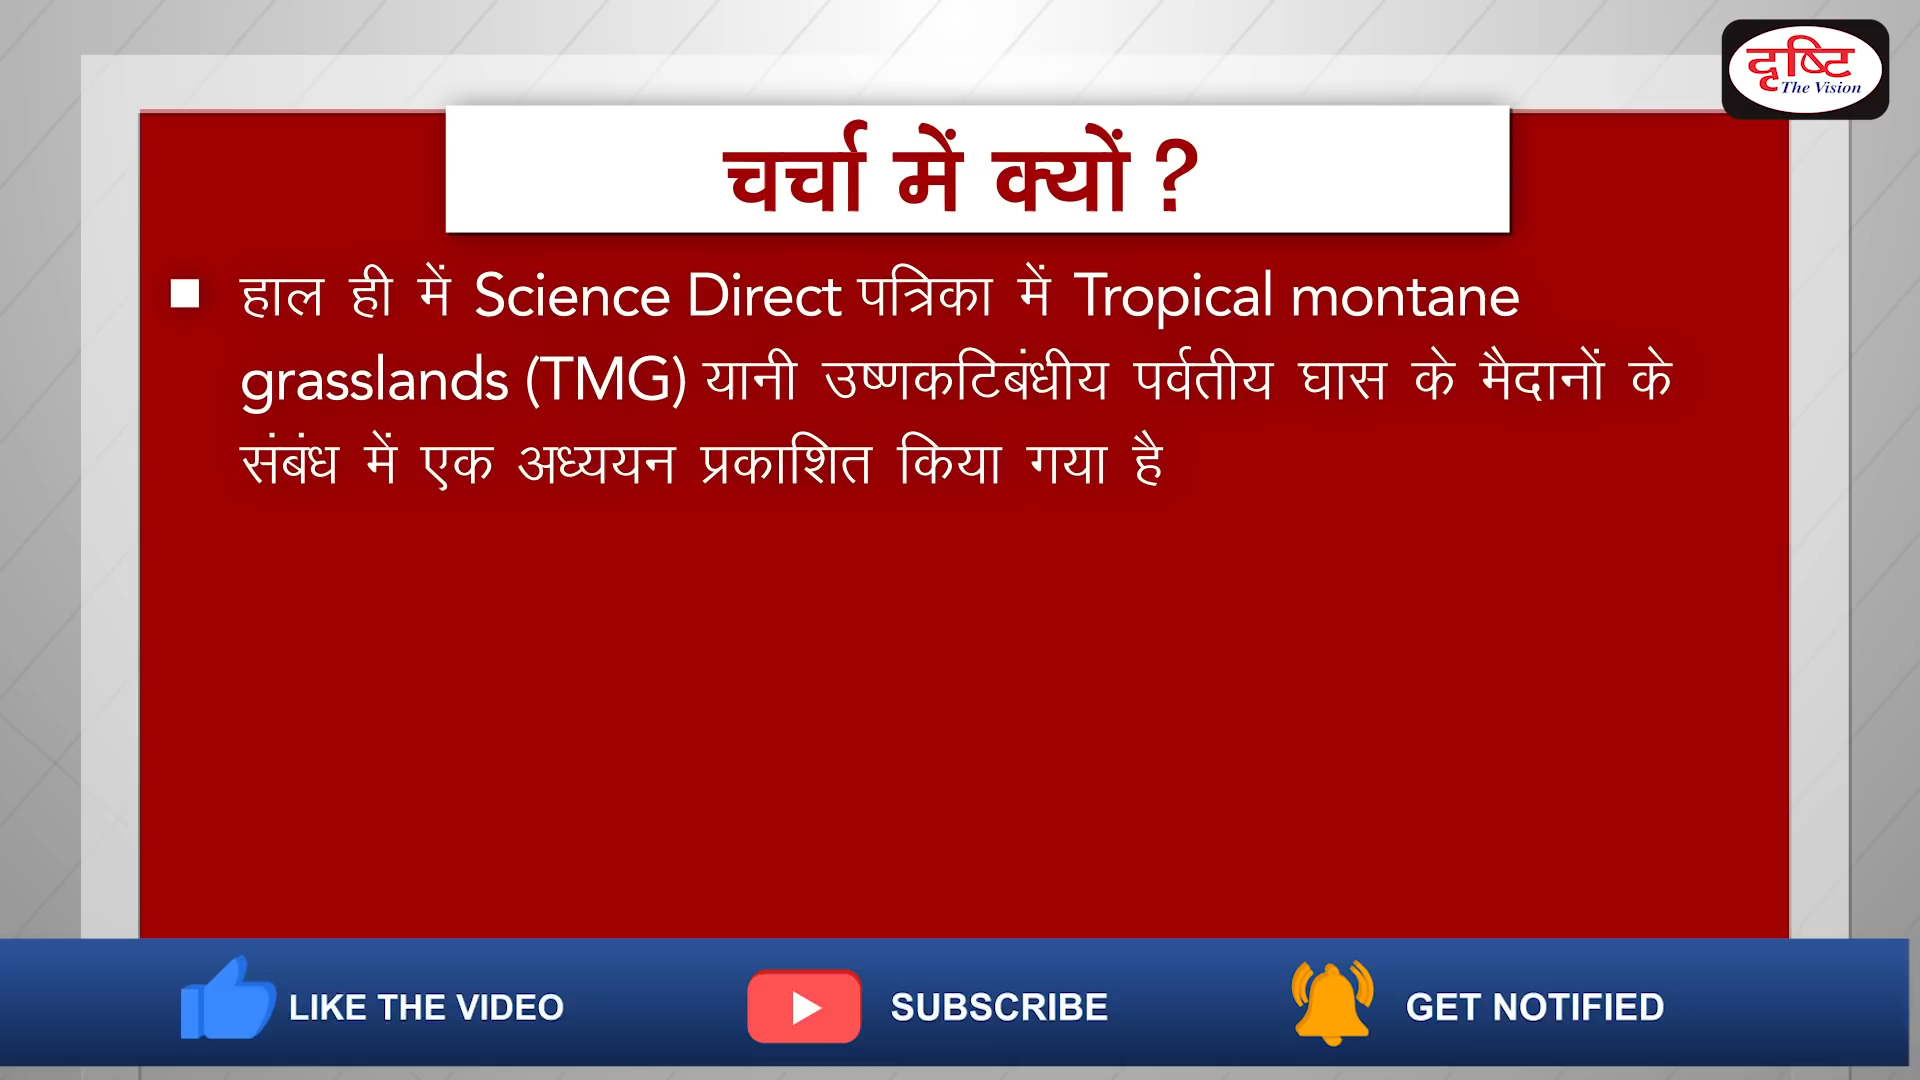 दृष्टि
The Vision
चर्चा में क्यों ?
हाल ही में Science Direct पत्रिका में Tropical montane
grasslands (TMG) यानी उष्णकटिबंधीय पर्वतीय घास के मैदानों के
संबंध में एक अध्ययन प्रकाशित किया गया है
LIKE THE VIDEO
SUBSCRIBE
GET NOTIFIED